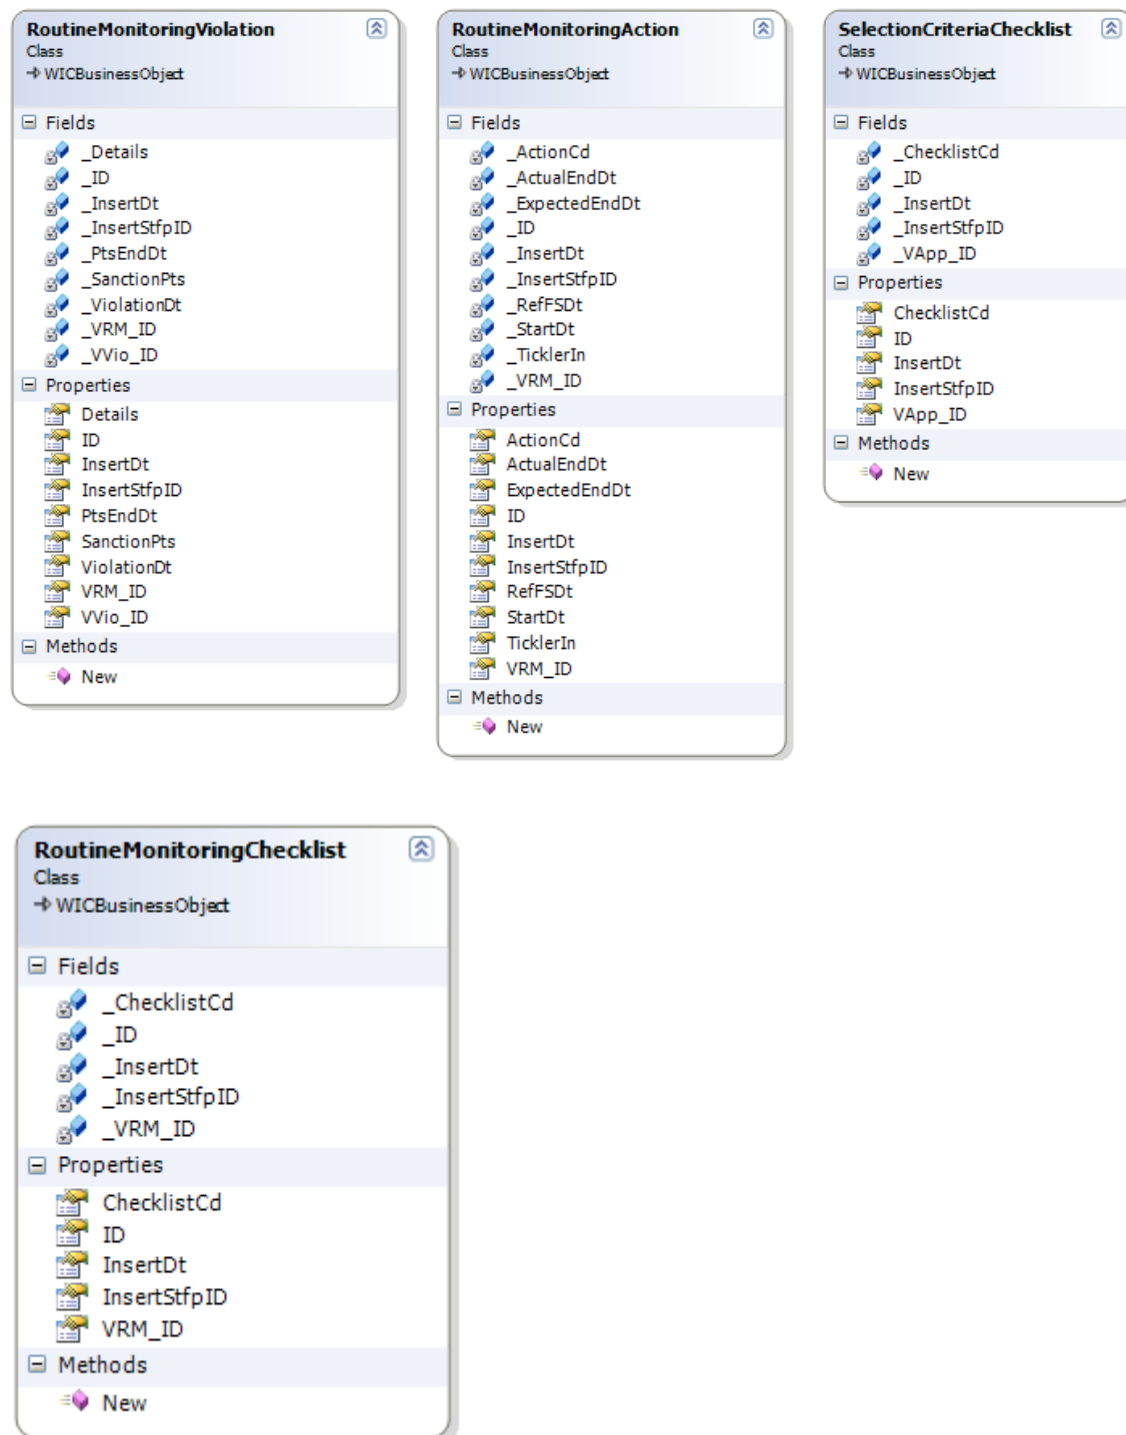 RoutineMonitoringViolation
Class
WICBusinessObject
Fields
_Details
_ID
_InsertDt
_InsertStfpID
_PtsEndDt
_SanctionPts
_ViolationDt
_VRM_ID
_VVio_ID
Properties
Details
ID
InsertDt
InsertStfpID
PtsEndDt
SanctionPts
ViolationDt
VRM_ID
VVio_ID
Methods
New
RoutineMonitoringAction
Class
WICBusinessObject
Fields
_ActionCd
_ActualEndDt
_ExpectedEndDt
_ID
_InsertDt
_InsertStfpID
_RefFSDt
_StartDt
_TicklerIn
_VRM_ID
Properties
ActionCd
ActualEndDt
ExpectedEndDt
ID
InsertDt
InsertStfpID
RefFSDt
StartDt
TicklerIn
VRM_ID
Methods
New
SelectionCriteriaChecklist
Class
WICBusinessObject
Fields
_ChecklistCd
_ID
_InsertDt
_InsertStfpID
_VApp_ID
Properties
ChecklistCd
ID
InsertDt
InsertStfpID
VApp_ID
Methods
New
RoutineMonitoringChecklist
Class
WICBusinessObject
Fields
_ChecklistCd
_ID
_InsertDt
_InsertStfpID
_VRM_ID
Properties
ChecklistCd
ID
InsertDt
InsertStfpID
VRM_ID
Methods
New